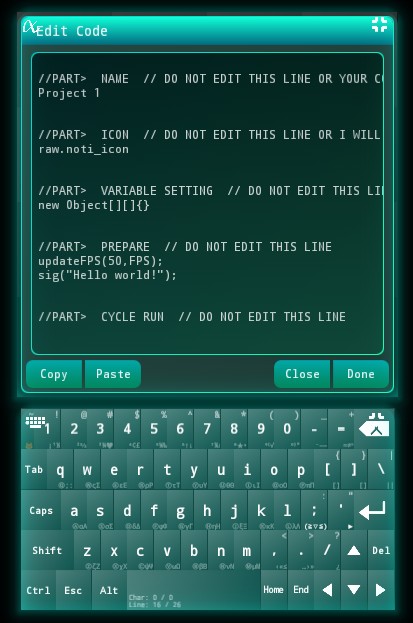 Edit Code
//PART>  NAME  // DO NOT EDIT THIS LINE OR YOUR
Project 1
//PART>  ICON  // DO NOT EDIT THIS LINE OR I WILL
raw.noti_icon
//PART>  VARIABLE SETTING  // DO NOT EDIT THIS
new Object[][]{}
//PART>  PREPARE  // DO NOT EDIT THIS LINE
updateFPS(50,FPS);
sig("Hello world!");
//PART>  CYCLE RUN  // DO NOT EDIT THIS LINE
Copy Paste Close Done
! @ # $ % ^ & * ( ) _ +
1 2 3 4 5 6 7 8 9 0 - =
{ } |
Tab q w e r t y u i o p [ ] \
: "
Caps a s d f g h j k l ; '
< > ?
Shift z x c v b n m , . / Del
Ctrl Esc Alt Home End
Char: 0 / 0
Line: 16 / 26